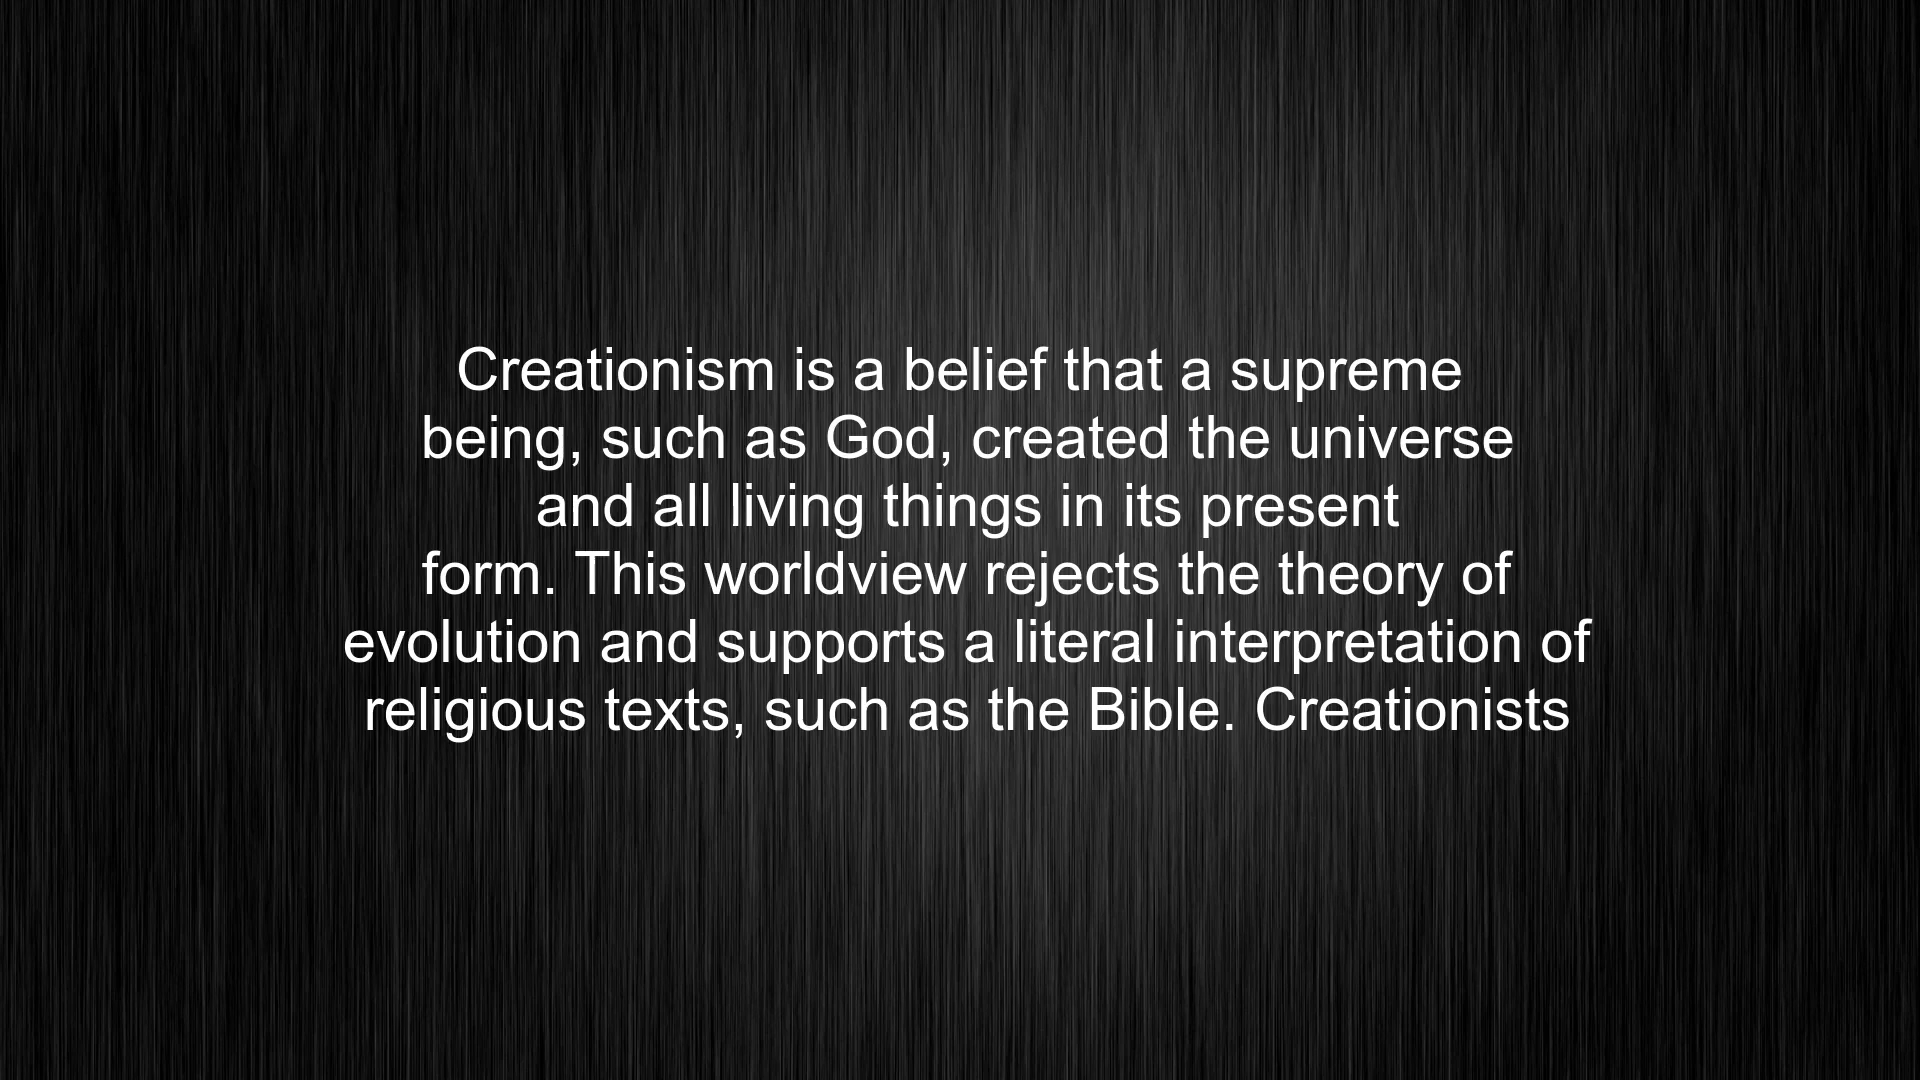 Creationism is a belief that a supreme
being, such as God, created the universe
and all living things in its present
form. This worldview rejects the theory of
evolution and supports a literal interpretation of
religious texts, such as the Bible. Creationists